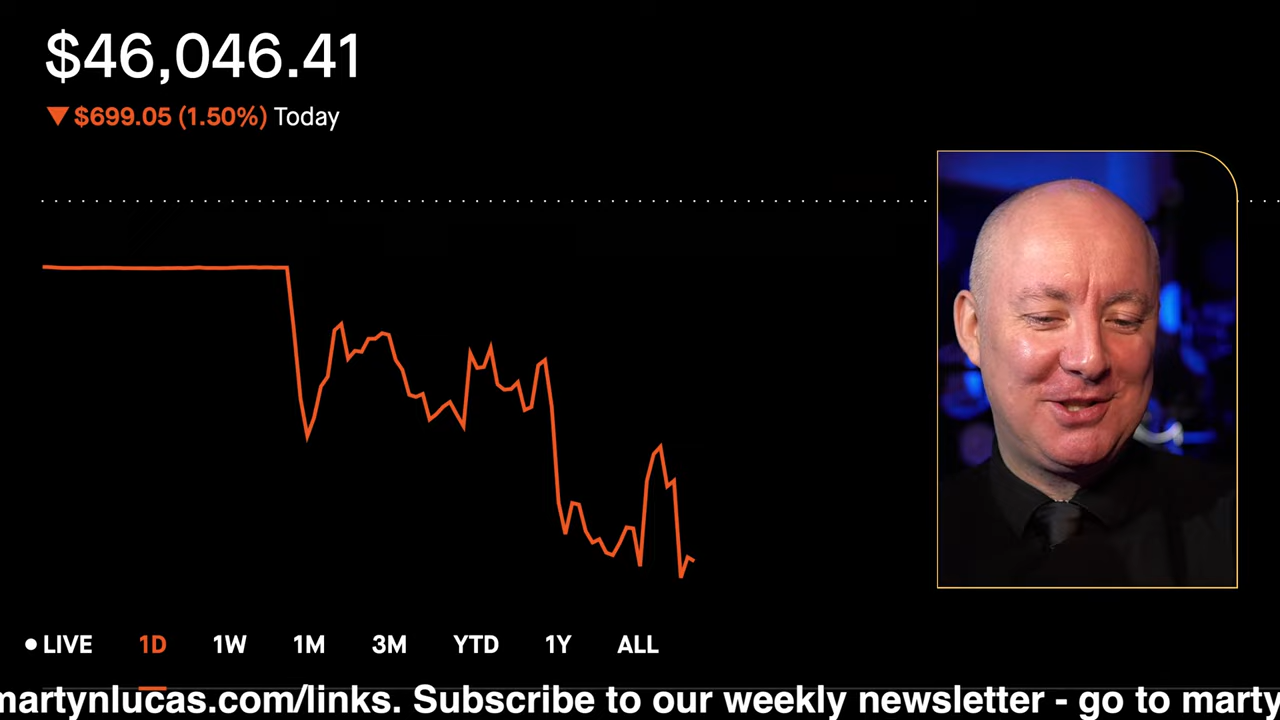 $46,046.41
▼$699.05 (1.50%) Today
LIVE 1D 1W 1M 3M YTD 1Y ALL
martynlucas.com/links. Subscribe to our weekly newsletter - go to marty